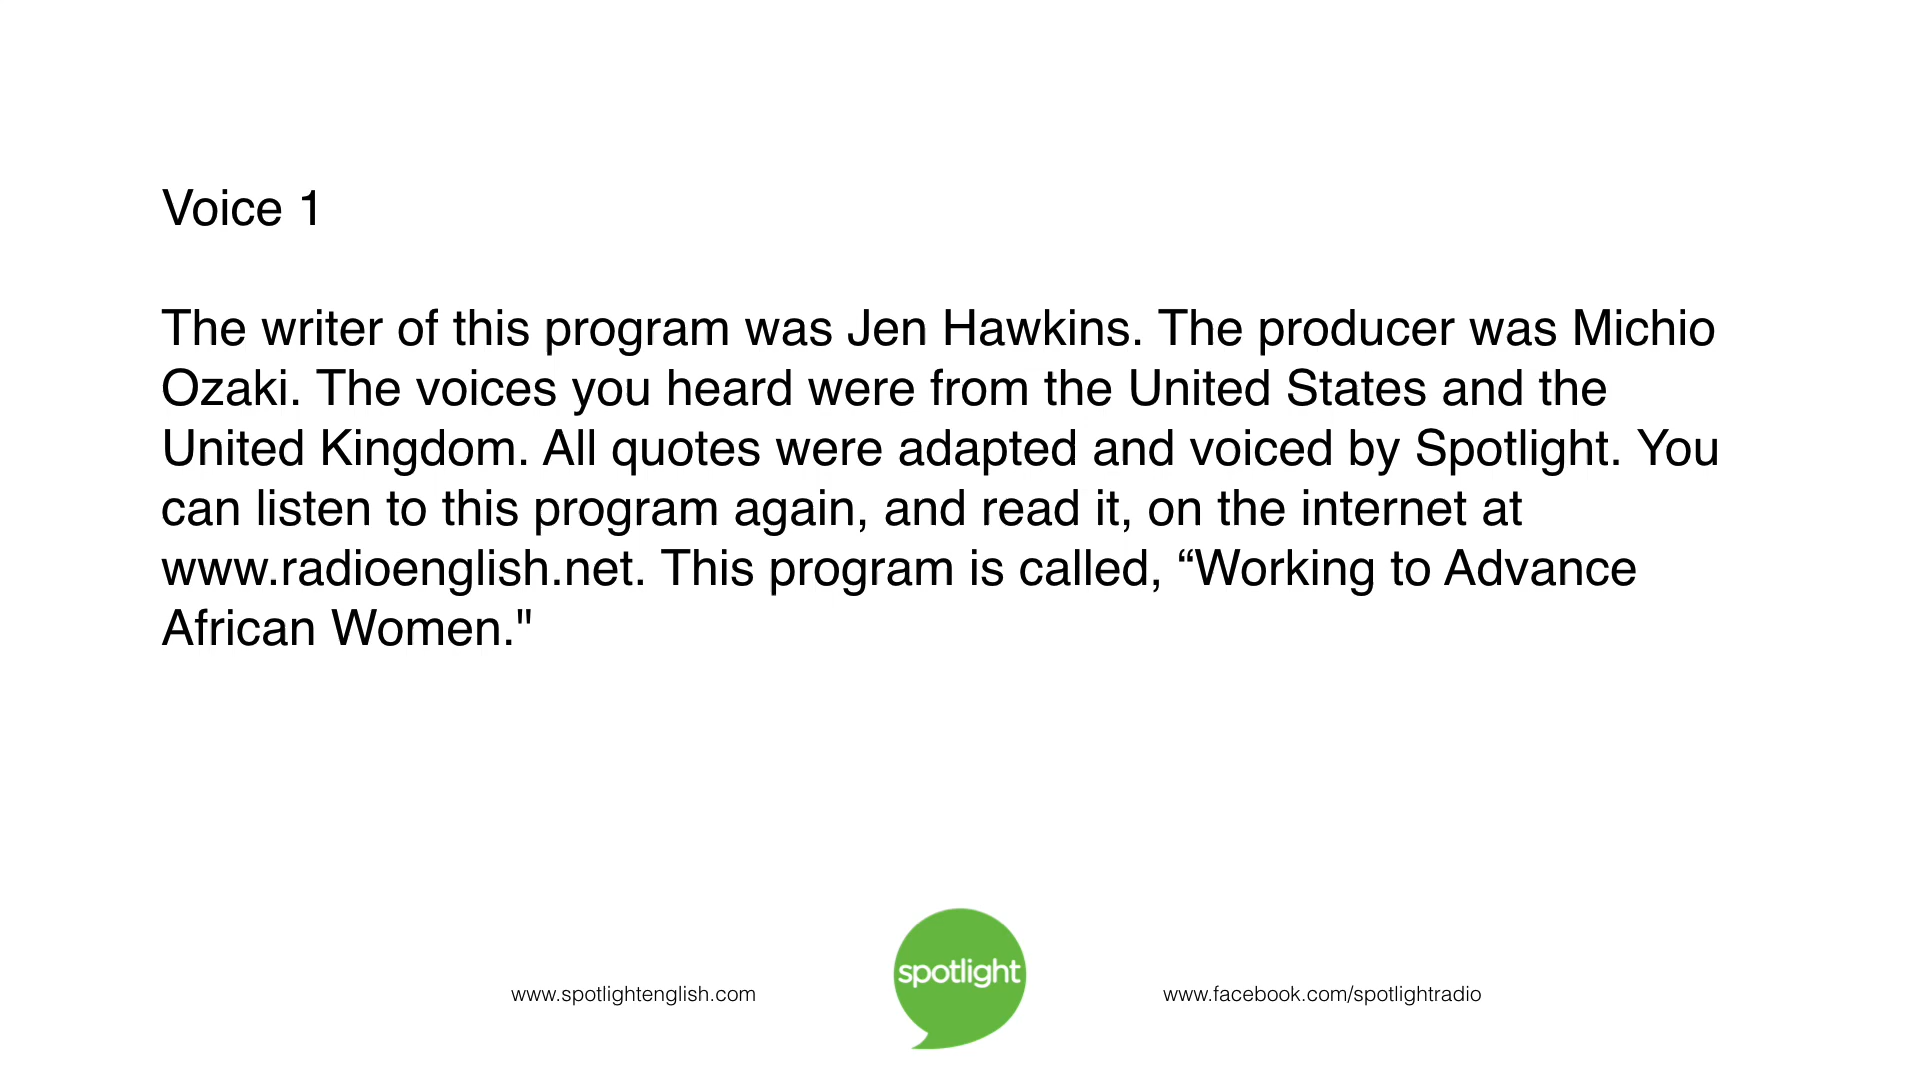 Voice 1
The writer of this program was Jen Hawkins. The producer was Michio
Ozaki. The voices you heard were from the United States and the
United Kingdom. All quotes were adapted and voiced by Spotlight. You
can listen to this program again, and read it, on the internet at
www.radioenglish.net. This program is called, “Working to Advance
African Women."
www.spotlightenglish.com
spotlight
www.facebook.com/spotlightradio